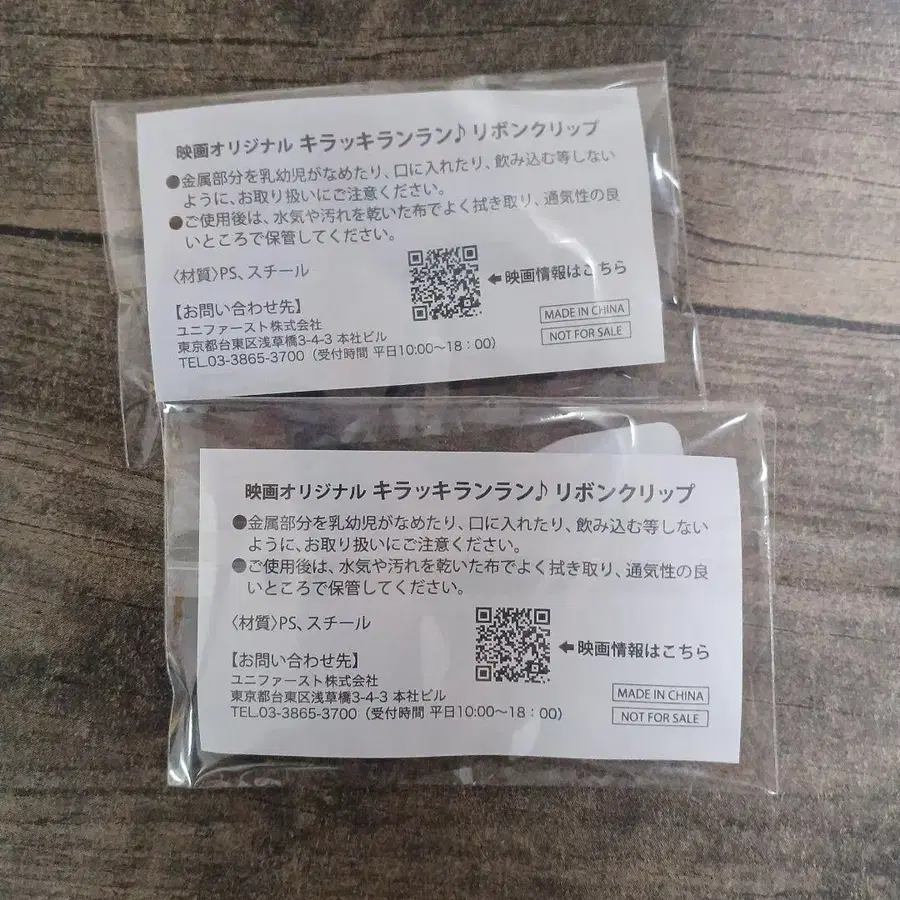 映画オリジナル キラッキランラン♪ リボンクリップ
●金属部分を乳幼児がなめたり、口に入れたり、飲み込む等しない
ように、お取り扱いにご注意ください。
●ご使用後は、水気や汚れを乾いた布でよく拭き取り、通気性の良
いところで保管してください。
〈材質〉PS、スチール
←映画情報はこちら
【お問い合わせ先】
ユニファースト株式会社
東京都台東区浅草橋3-4-3 本社ビル
TEL.03-3865-3700（受付時間 平日10:00～18：00）
MADE IN CHINA
NOT FOR SALE
映画オリジナル キラッキランラン♪ リボンクリップ
●金属部分を乳幼児がなめたり、口に入れたり、飲み込む等しない
ように、お取り扱いにご注意ください。
●ご使用後は、水気や汚れを乾いた布でよく拭き取り、通気性の良
いところで保管してください。
〈材質〉PS、スチール
←映画情報はこちら
【お問い合わせ先】
ユニファースト株式会社
東京都台東区浅草橋3-4-3 本社ビル
TEL.03-3865-3700（受付時間 平日10:00～18：00）
MADE IN CHINA
NOT FOR SALE